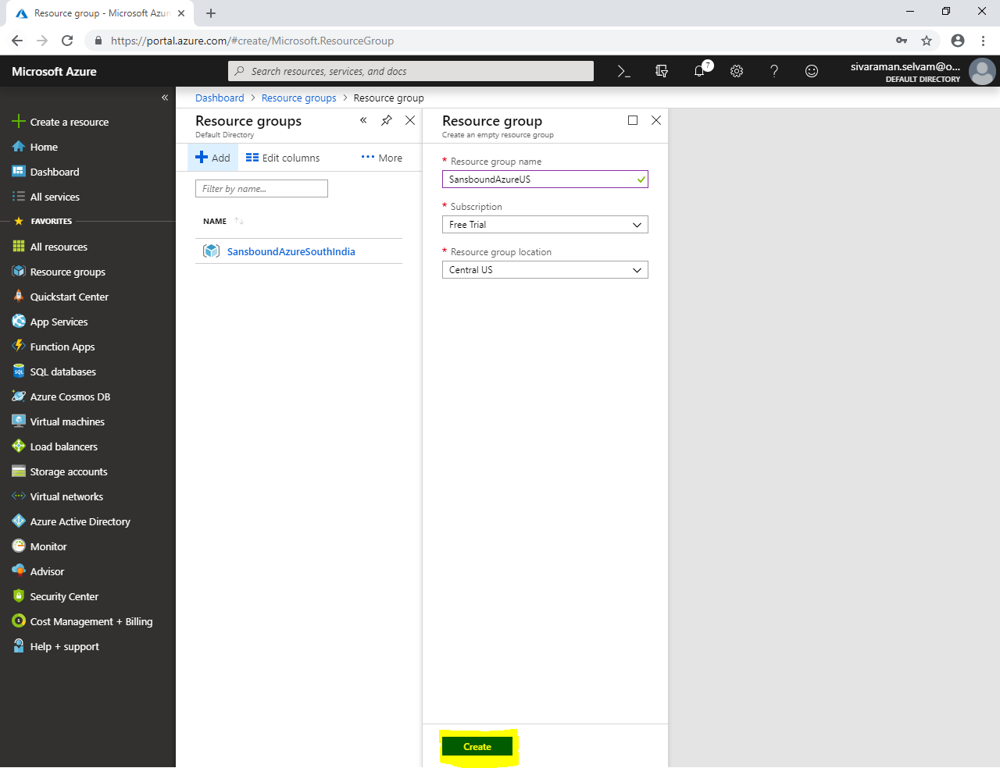 Resource group - Microsoft Azur
https://portal.azure.com/#create/Microsoft.ResourceGroup
Microsoft Azure
Search resources, services, and docs
7
sivaraman.selvam@o...
DEFAULT DIRECTORY
Create a resource
Home
Dashboard
All services
FAVORITES
All resources
Resource groups
Quickstart Center
App Services
Function Apps
SQL databases
Azure Cosmos DB
Virtual machines
Load balancers
Storage accounts
Virtual networks
Azure Active Directory
Monitor
Advisor
Security Center
Cost Management + Billing
Help + support
Dashboard > Resource groups > Resource group
Resource groups
Default Directory
Add
Edit columns
More
Filter by name...
NAME
SansboundAzureSouthIndia
Resource group
Create an empty resource group
* Resource group name
SansboundAzureUS
* Subscription
Free Trial
* Resource group location
Central US
Create